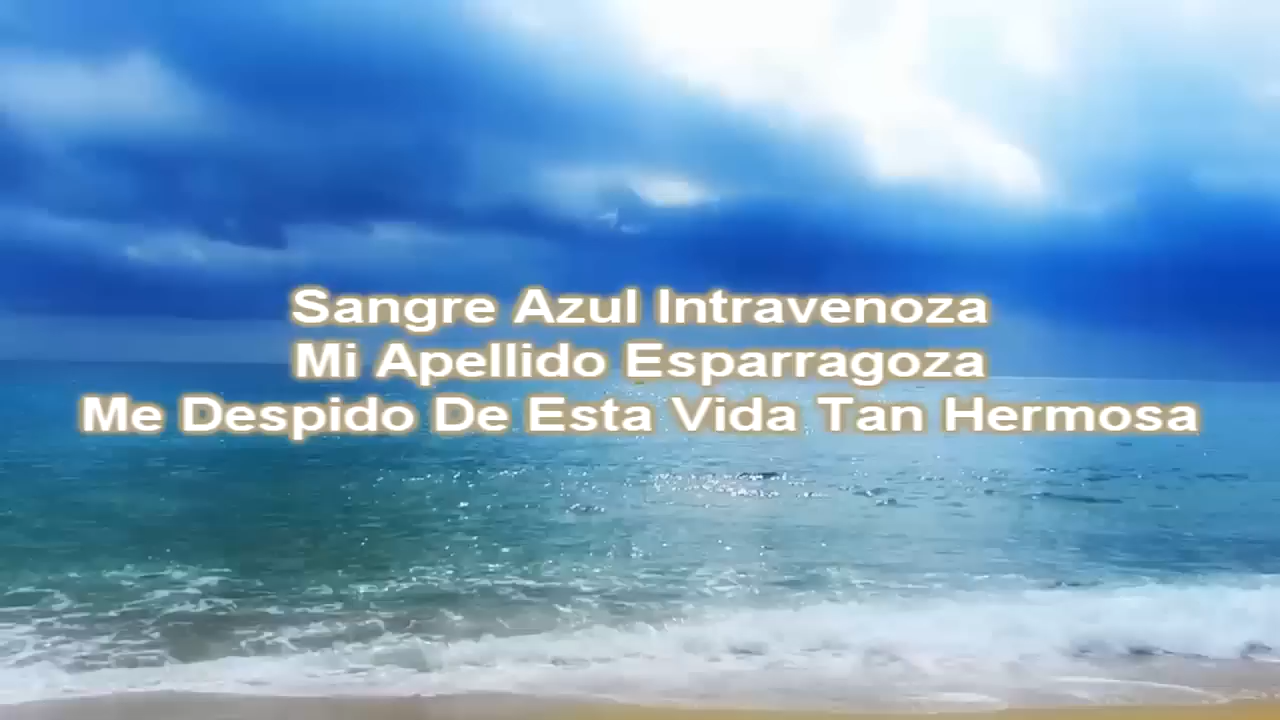 Sangre Azul Intravenoza
Mi Apellido Esparragoza
Me Despido De Esta Vida Tan Hermosa